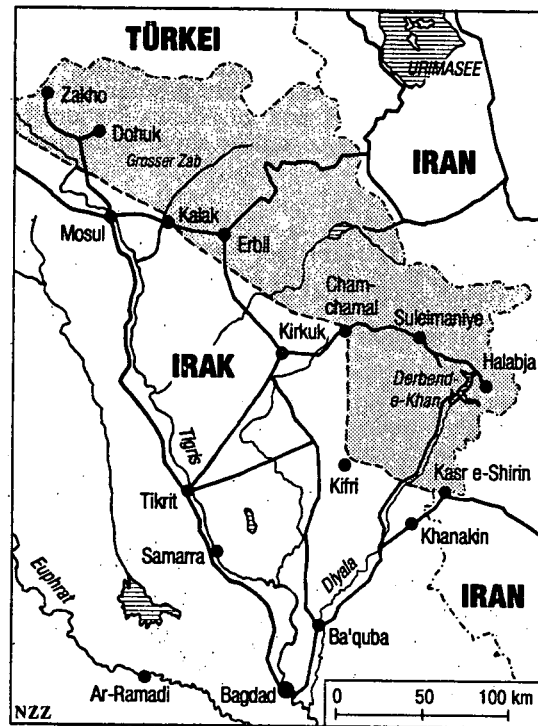 TÜRKEI
URIMASEE
Zakho
Dohuk
Grosser Zab
IRAN
Mosul
Kalak
Erbil
Cham-
chamal
Suleimaniye
Kirkuk
IRAK
Halabja
Derbend-
e-Khan
Tigris
Kifri
Kasr e-Shirin
Tikrit
Khanakin
Samarra
Diyala
Euphrat
IRAN
Ba'quba
Ar-Ramadi
Bagdad
0 50 100 km
NZZ